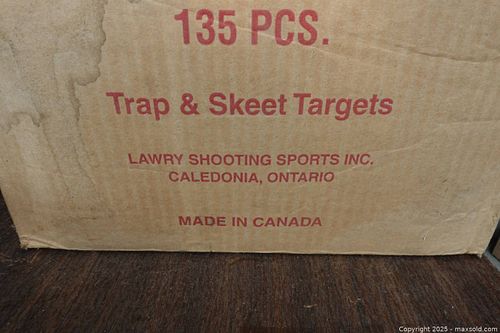 135 PCS.
Trap & Skeet Targets
LAWRY SHOOTING SPORTS INC.
CALEDONIA, ONTARIO
MADE IN CANADA
Copyright 2025 - maxsold.com